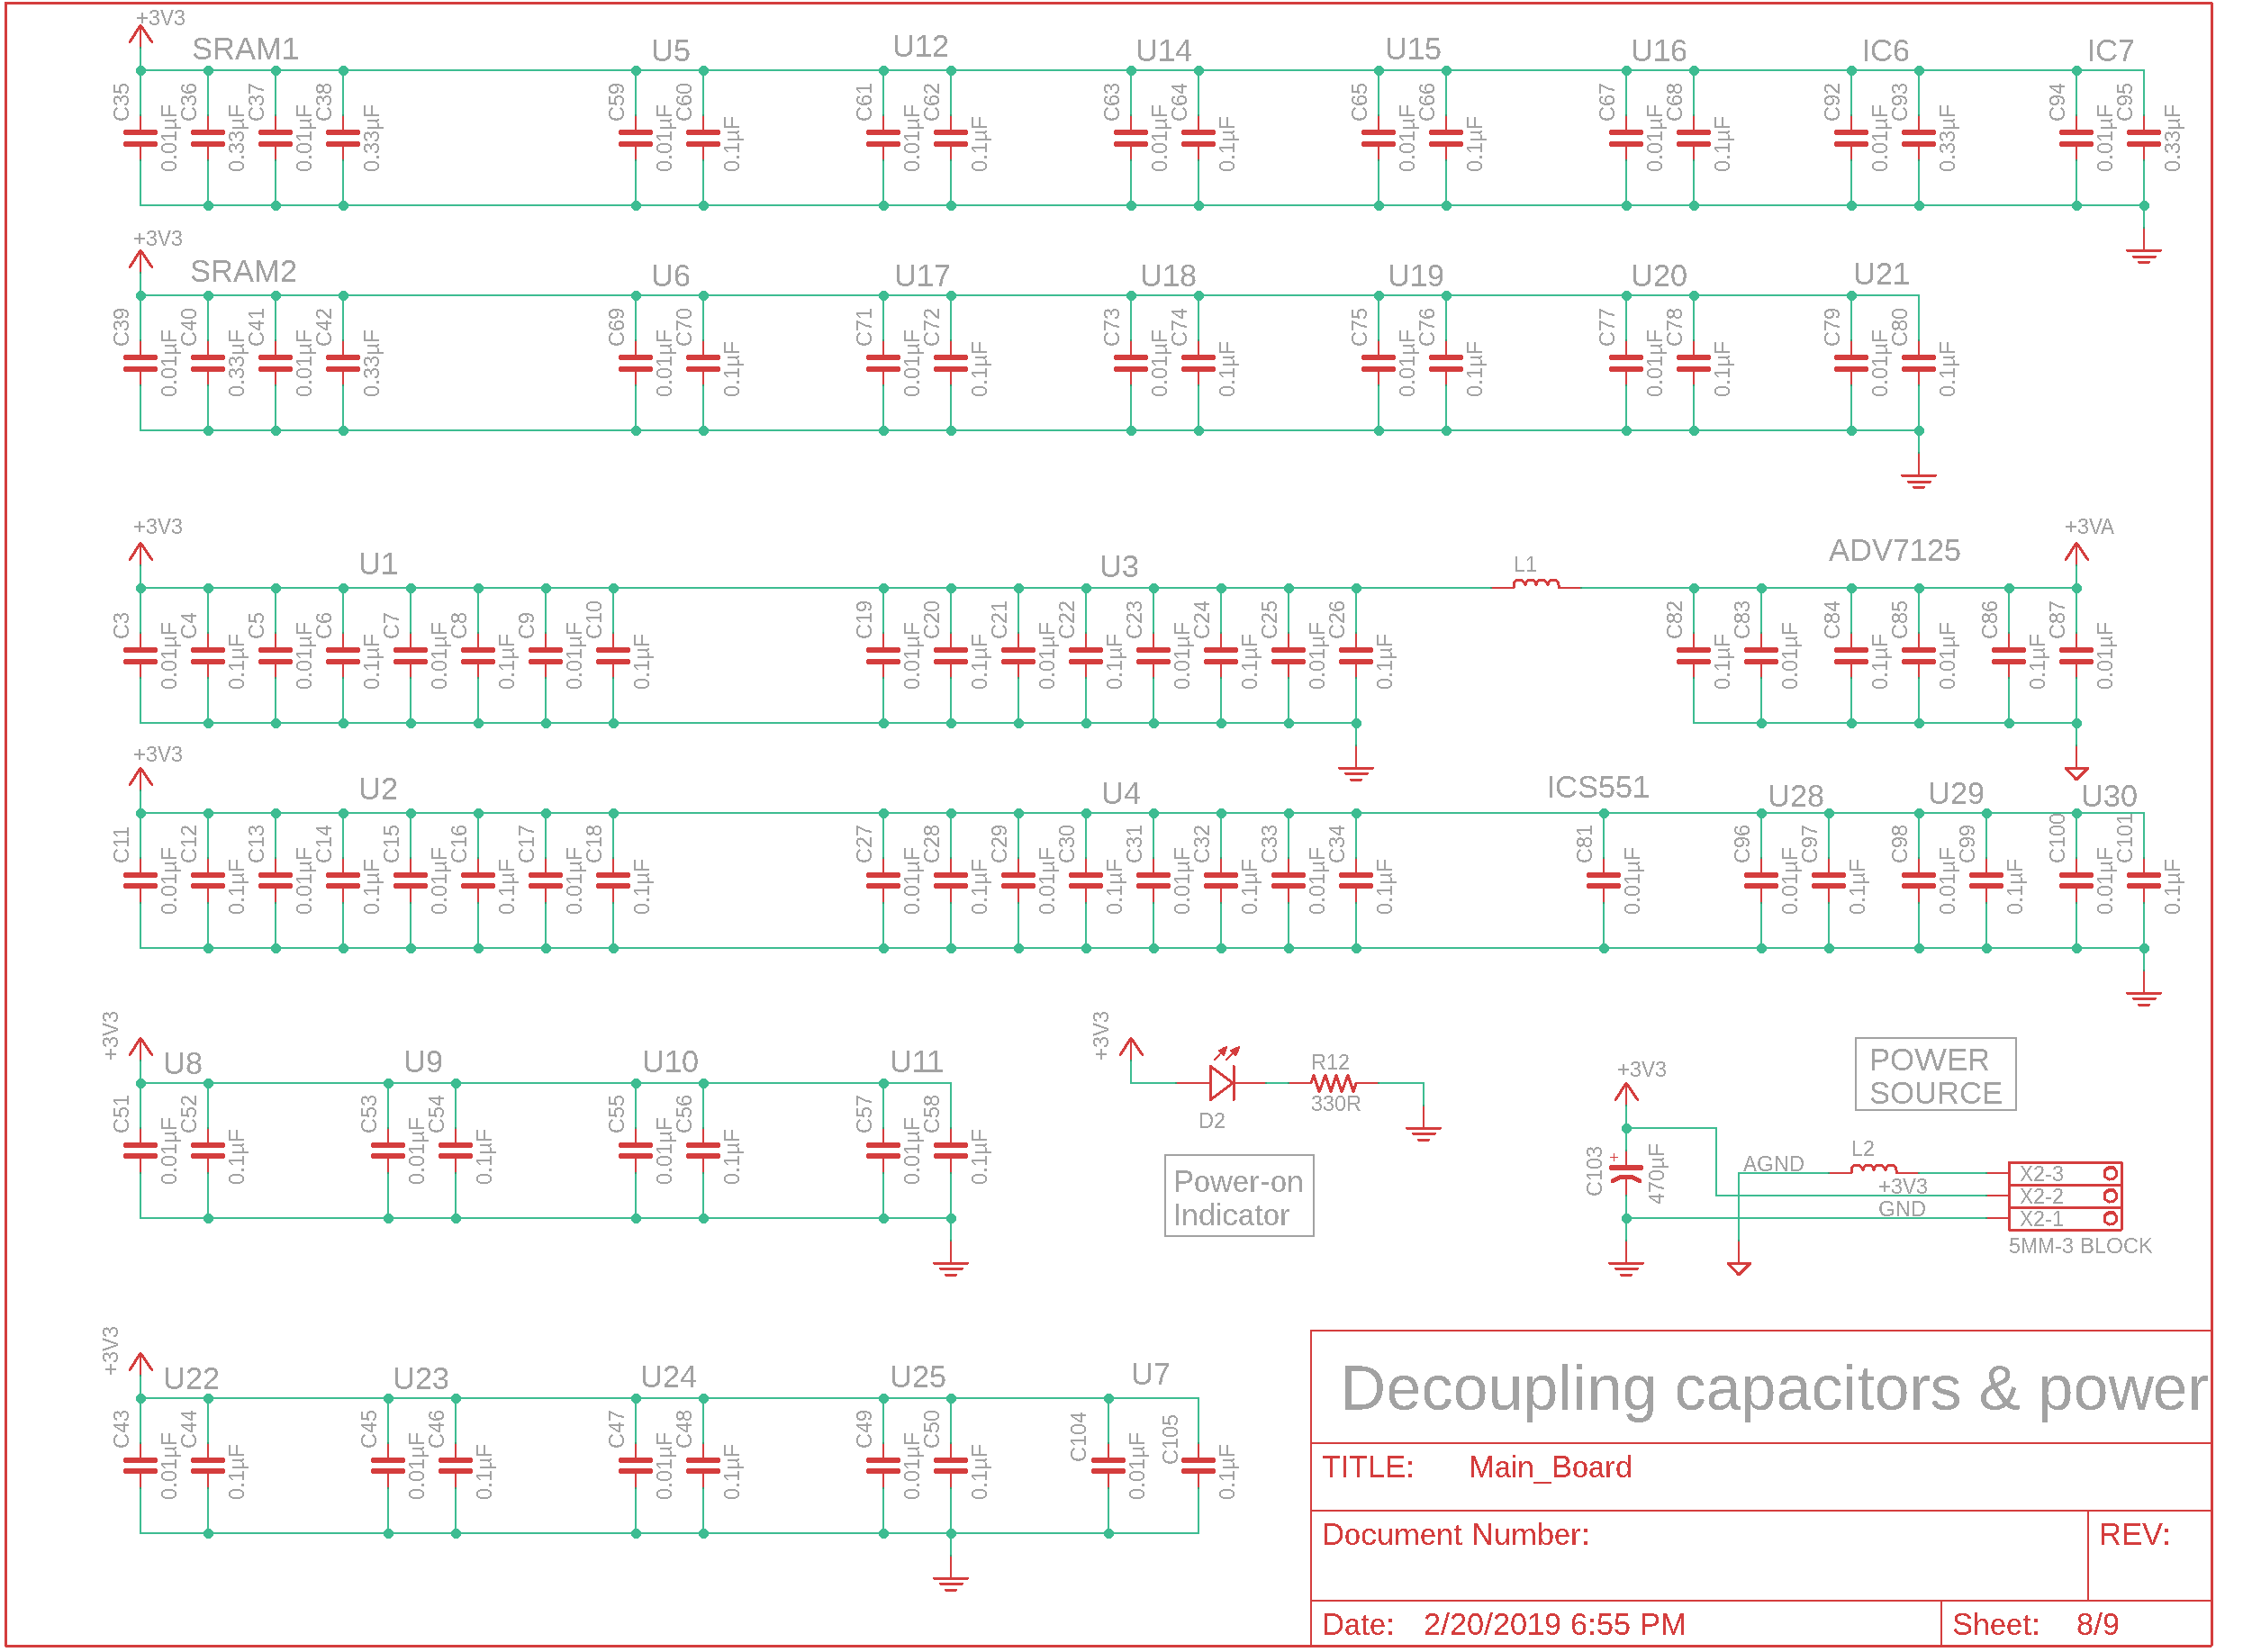 +3V3
SRAM1 U5 U12 U14 U15 U16 IC6 IC7
C35 0.01µF C36 0.33µF C37 0.01µF C38 0.33µF C59 0.01µF C60 0.1µF C61 0.01µF C62 0.1µF C63 0.01µF C64 0.1µF C65 0.01µF C66 0.1µF C67 0.01µF C68 0.1µF C92 0.01µF C93 0.33µF C94 0.01µF C95 0.33µF
+3V3
SRAM2 U6 U17 U18 U19 U20 U21
C39 0.01µF C40 0.33µF C41 0.01µF C42 0.33µF C69 0.01µF C70 0.1µF C71 0.01µF C72 0.1µF C73 0.01µF C74 0.1µF C75 0.01µF C76 0.1µF C77 0.01µF C78 0.1µF C79 0.01µF C80 0.1µF
+3V3 +3VA
U1 U3 L1 ADV7125
C3 0.01µF C4 0.1µF C5 0.01µF C6 0.1µF C7 0.01µF C8 0.1µF C9 0.01µF C10 0.1µF C19 0.01µF C20 0.1µF C21 0.01µF C22 0.1µF C23 0.01µF C24 0.1µF C25 0.01µF C26 0.1µF C82 0.1µF C83 0.01µF C84 0.1µF C85 0.01µF C86 0.1µF C87 0.01µF
+3V3
U2 U4 ICS551 U28 U29 U30
C11 0.01µF C12 0.1µF C13 0.01µF C14 0.1µF C15 0.01µF C16 0.1µF C17 0.01µF C18 0.1µF C27 0.01µF C28 0.1µF C29 0.01µF C30 0.1µF C31 0.01µF C32 0.1µF C33 0.01µF C34 0.1µF C81 0.01µF C96 0.01µF C97 0.1µF C98 0.01µF C99 0.1µF C100 0.01µF C101 0.1µF
+3V3
U8 U9 U10 U11
C51 0.01µF C52 0.1µF C53 0.01µF C54 0.1µF C55 0.01µF C56 0.1µF C57 0.01µF C58 0.1µF
+3V3
R12
330R
D2
Power-on
Indicator
POWER
SOURCE
+3V3
C103 + 470µF
AGND L2 X2-3
+3V3 X2-2
GND X2-1
5MM-3 BLOCK
+3V3
U22 U23 U24 U25 U7
C43 0.01µF C44 0.1µF C45 0.01µF C46 0.1µF C47 0.01µF C48 0.1µF C49 0.01µF C50 0.1µF C104 0.01µF C105 0.1µF
Decoupling capacitors & power
TITLE: Main_Board
Document Number: REV:
Date: 2/20/2019 6:55 PM Sheet: 8/9